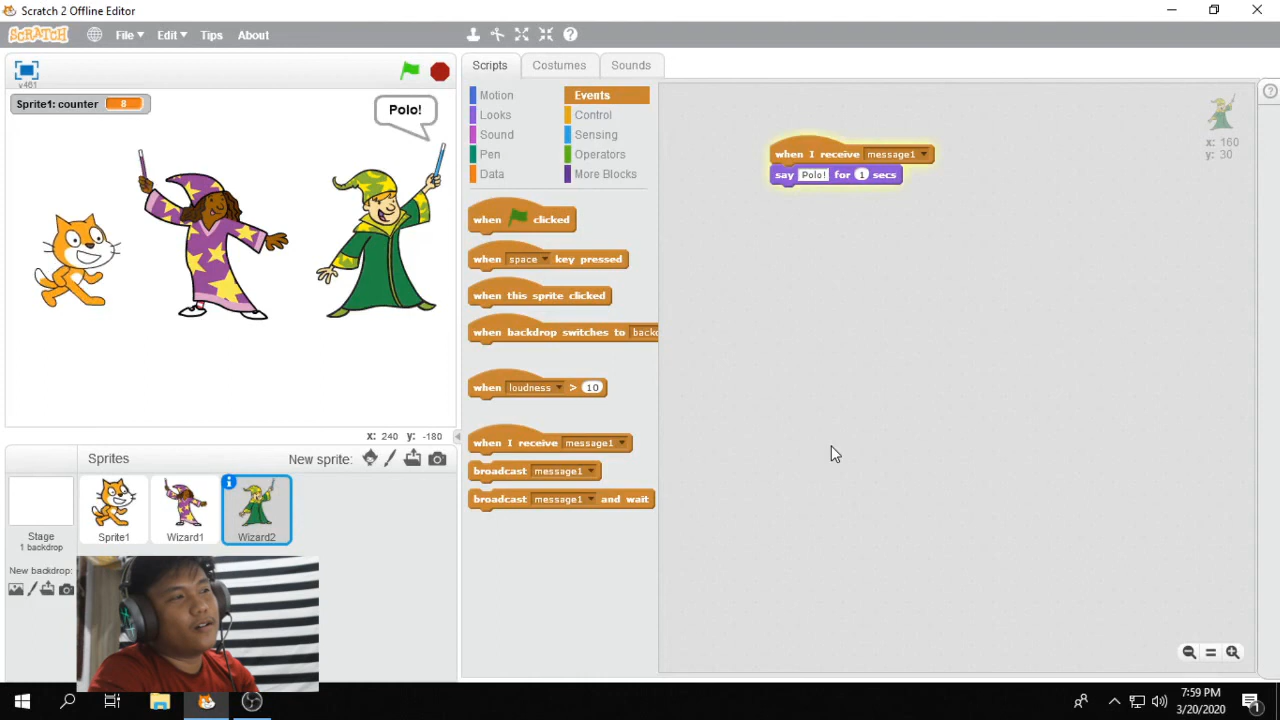 Scratch 2 Offline Editor
SCRATCH File Edit Tips About
v461
Sprite1: counter 8
Polo!
x: 240 y: -180
Sprites New sprite:
Stage
1 backdrop
New backdrop:
Sprite1
Wizard1
Wizard2
Scripts Costumes Sounds
Motion
Looks
Sound
Pen
Data
Events
Control
Sensing
Operators
More Blocks
when clicked
when space key pressed
when this sprite clicked
when backdrop switches to backd
when loudness > 10
when I receive message1
broadcast message1
broadcast message1 and wait
when I receive message1
say Polo! for 1 secs
x: 160
y: 30
7:59 PM
3/20/2020
1